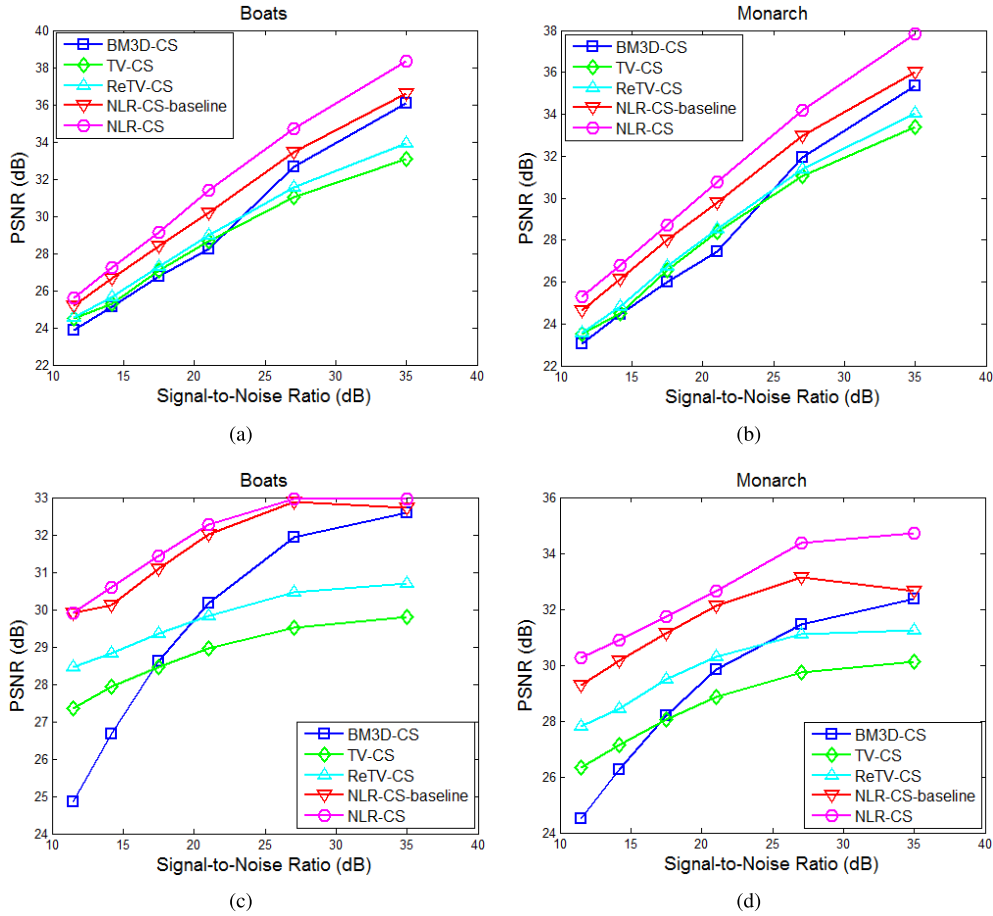 Boats
40
38
36
34
32
30
28
26
24
22
10
15
20
25
30
35
40
PSNR (dB)
Signal-to-Noise Ratio (dB)
BM3D-CS
TV-CS
ReTV-CS
NLR-CS-baseline
NLR-CS
(a)
Monarch
38
36
34
32
30
28
26
24
22
10
15
20
25
30
35
40
PSNR (dB)
Signal-to-Noise Ratio (dB)
BM3D-CS
TV-CS
ReTV-CS
NLR-CS-baseline
NLR-CS
(b)
Boats
33
32
31
30
29
28
27
26
25
24
10
15
20
25
30
35
40
PSNR (dB)
Signal-to-Noise Ratio (dB)
BM3D-CS
TV-CS
ReTV-CS
NLR-CS-baseline
NLR-CS
(c)
Monarch
36
34
32
30
28
26
24
10
15
20
25
30
35
40
PSNR (dB)
Signal-to-Noise Ratio (dB)
BM3D-CS
TV-CS
ReTV-CS
NLR-CS-baseline
NLR-CS
(d)